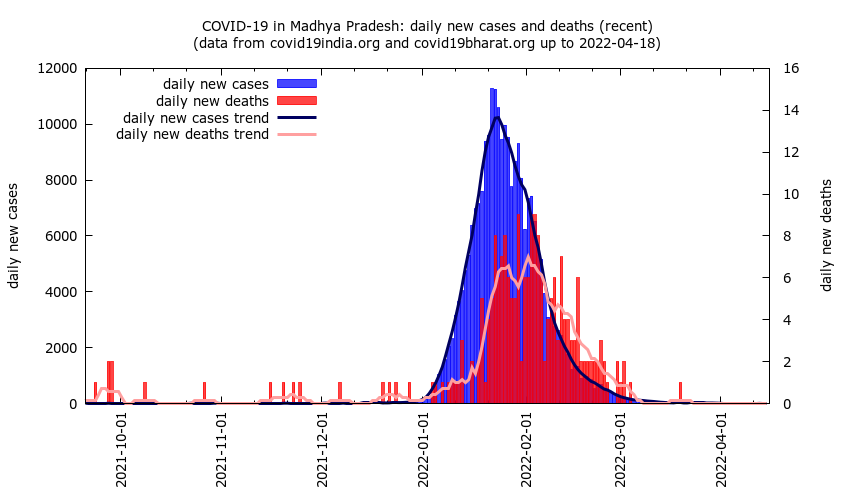 COVID-19 in Madhya Pradesh: daily new cases and deaths (recent)
(data from covid19india.org and covid19bharat.org up to 2022-04-18)
daily new cases
daily new deaths
daily new cases trend
daily new deaths trend
12000
10000
8000
6000
4000
2000
0
daily new cases
16
14
12
10
8
6
4
2
0
daily new deaths
2021-10-01
2021-11-01
2021-12-01
2022-01-01
2022-02-01
2022-03-01
2022-04-01